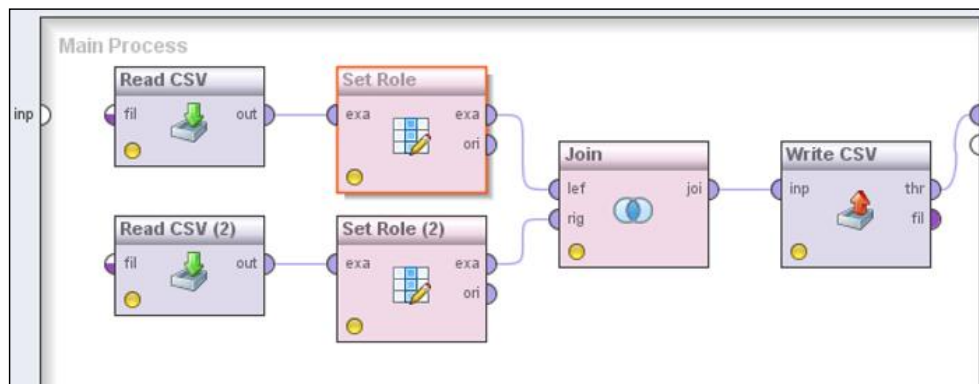 Main Process
Read CSV
Set Role
inp
fil
out
exa
exa
ori
Join
Write CSV
lef
joi
inp
thr
rig
fil
Read CSV (2)
Set Role (2)
fil
out
exa
exa
ori